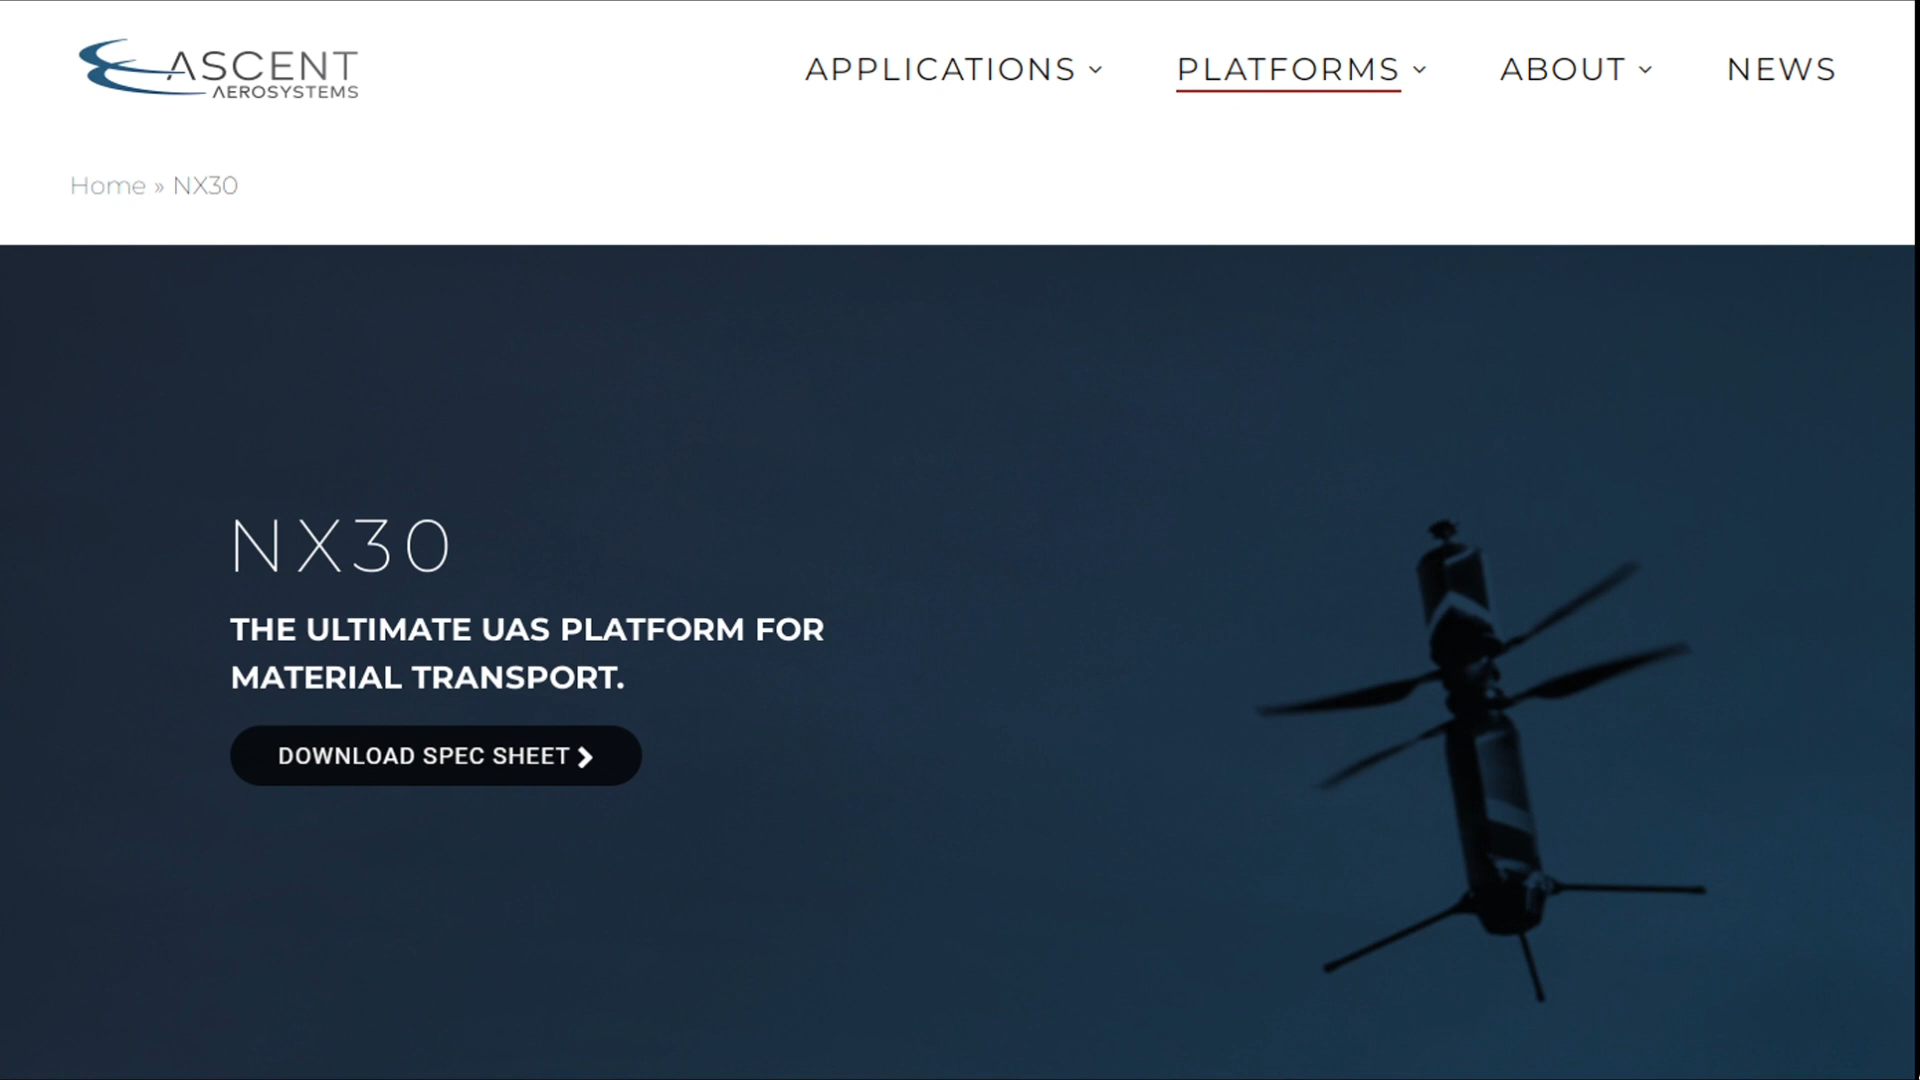 ASCENT
AEROSYSTEMS
APPLICATIONS
PLATFORMS
ABOUT
NEWS
Home » NX30
NX30
THE ULTIMATE UAS PLATFORM FOR
MATERIAL TRANSPORT.
DOWNLOAD SPEC SHEET